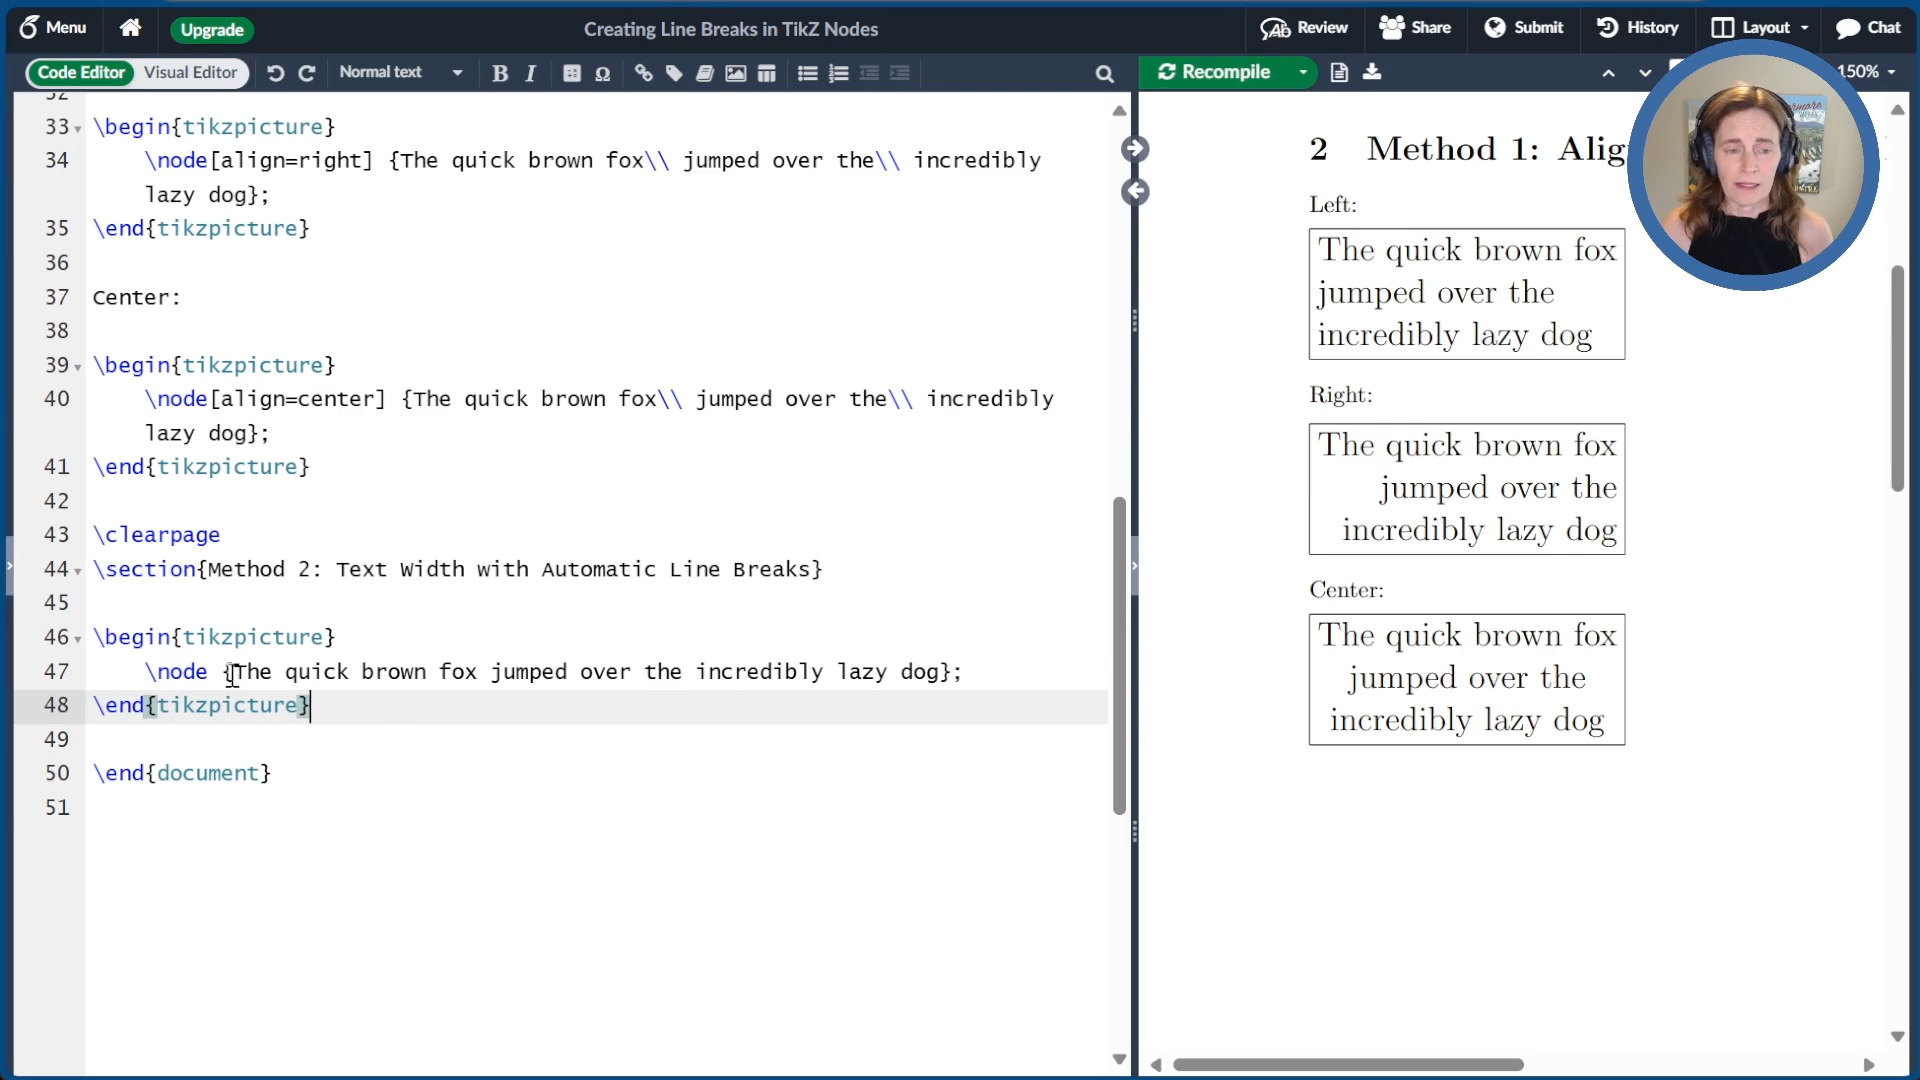 Menu
Upgrade
Creating Line Breaks in TikZ Nodes
Review
Share
Submit
History
Layout
Chat
Code Editor
Visual Editor
Normal text
B
I
Ω
Recompile
150%
33 \begin{tikzpicture}
34 \node[align=right] {The quick brown fox\\ jumped over the\\ incredibly
lazy dog};
35 \end{tikzpicture}
36
37 Center:
38
39 \begin{tikzpicture}
40 \node[align=center] {The quick brown fox\\ jumped over the\\ incredibly
lazy dog};
41 \end{tikzpicture}
42
43 \clearpage
44 \section{Method 2: Text Width with Automatic Line Breaks}
45
46 \begin{tikzpicture}
47 \node {The quick brown fox jumped over the incredibly lazy dog};
48 \end{tikzpicture}
49
50 \end{document}
51
2 Method 1: Alig
Left:
The quick brown fox
jumped over the
incredibly lazy dog
Right:
The quick brown fox
jumped over the
incredibly lazy dog
Center:
The quick brown fox
jumped over the
incredibly lazy dog